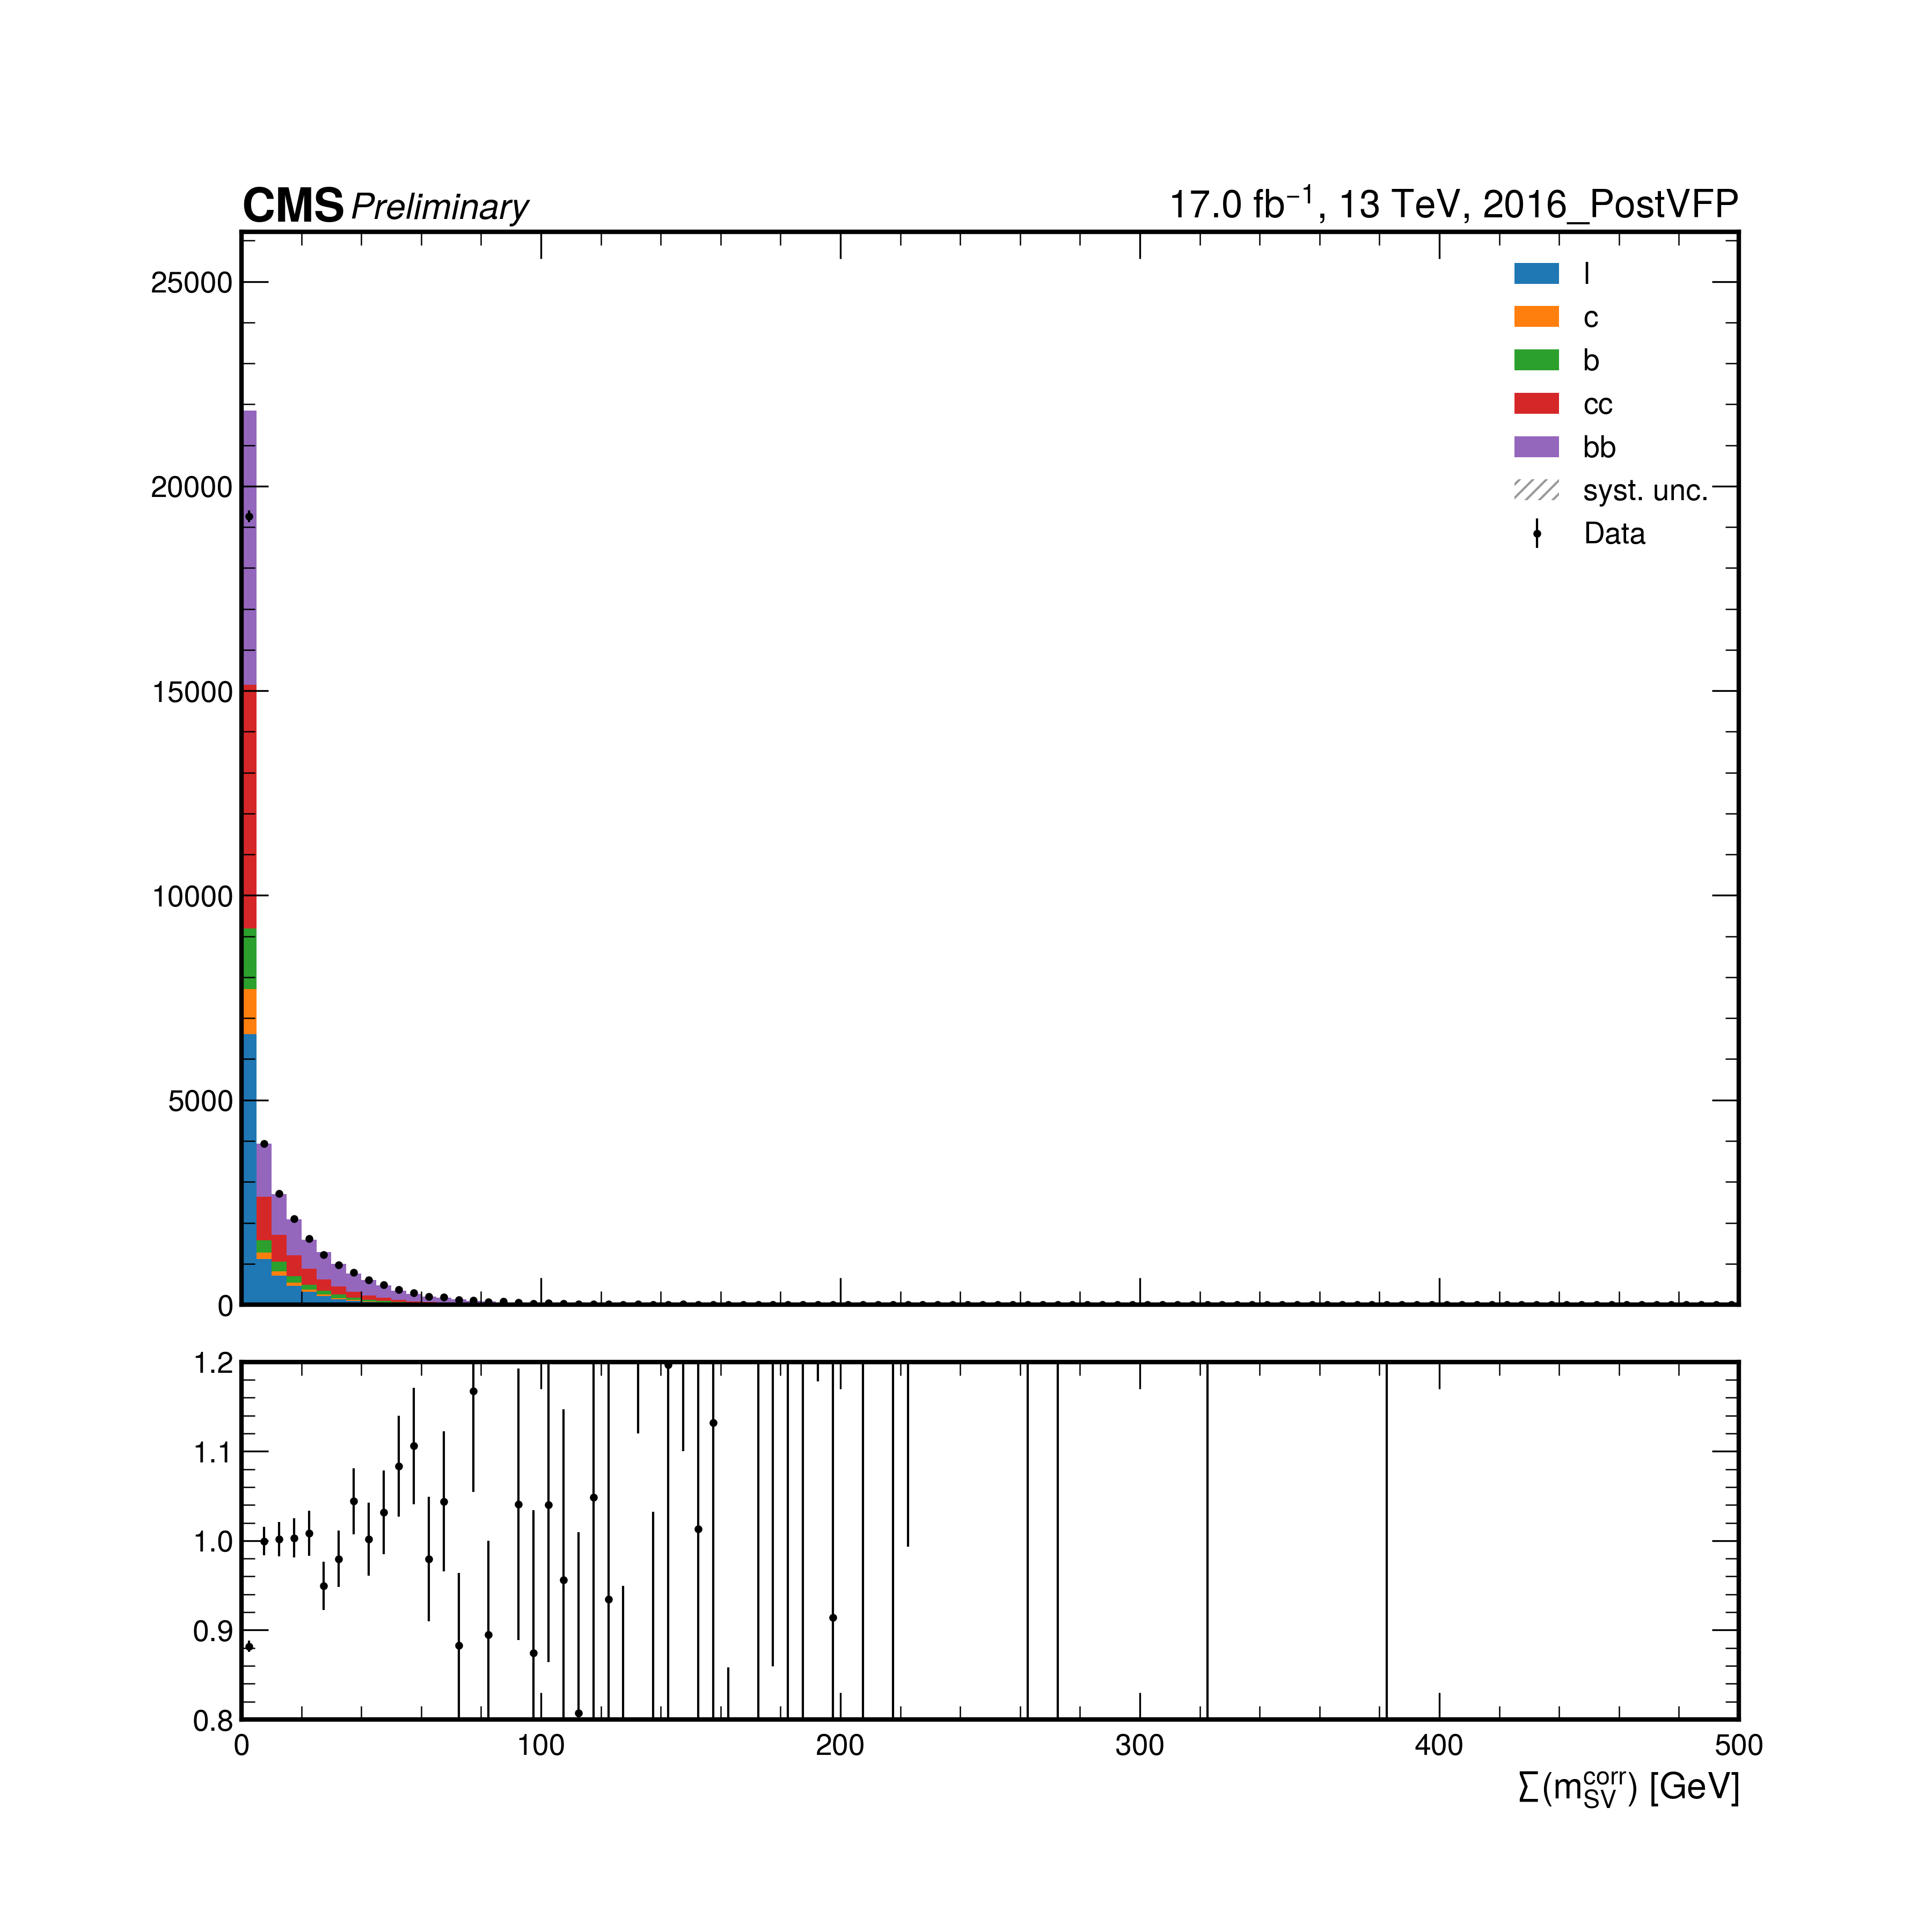 CMS Preliminary 17.0 fb⁻¹, 13 TeV, 2016_PostVFP
25000
20000
15000
10000
5000
0
l
c
b
cc
bb
syst. unc.
Data
1.2
1.1
1.0
0.9
0.8
0 100 200 300 400 500
Σ(m_SV^corr) [GeV]